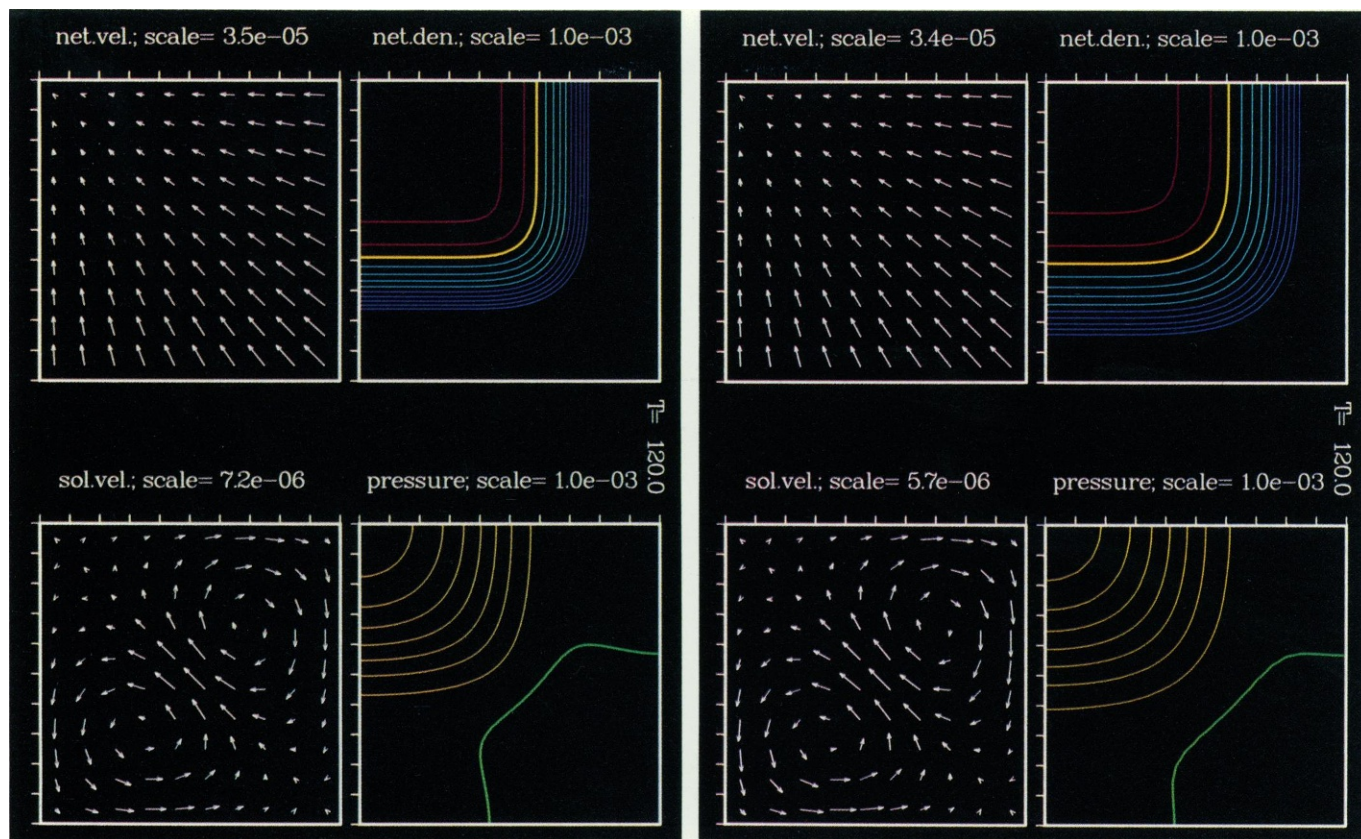 net.vel.; scale= 3.5e-05
net.den.; scale= 1.0e-03
T= 120.0
sol.vel.; scale= 7.2e-06
pressure; scale= 1.0e-03
net.vel.; scale= 3.4e-05
net.den.; scale= 1.0e-03
T= 120.0
sol.vel.; scale= 5.7e-06
pressure; scale= 1.0e-03